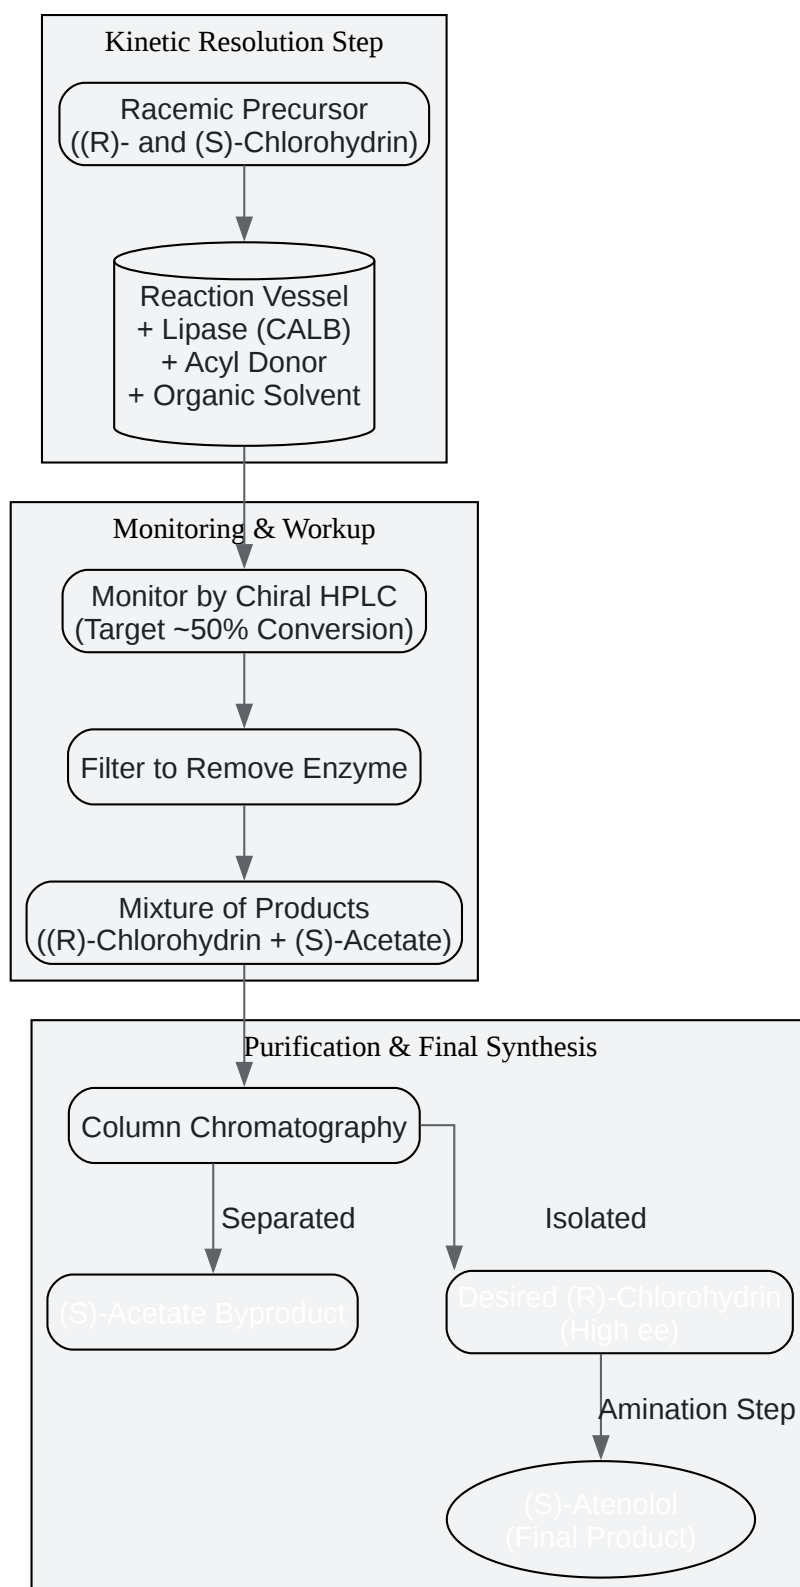 Kinetic Resolution Step
Racemic Precursor
((R)- and (S)-Chlorohydrin)
Reaction Vessel
+ Lipase (CALB)
+ Acyl Donor
+ Organic Solvent
Monitoring & Workup
Monitor by Chiral HPLC
(Target ~50% Conversion)
Filter to Remove Enzyme
Mixture of Products
((R)-Chlorohydrin + (S)-Acetate)
Purification & Final Synthesis
Column Chromatography
Separated
Isolated
(S)-Acetate Byproduct
Desired (R)-Chlorohydrin
(High ee)
Amination Step
(S)-Atenolol
(Final Product)